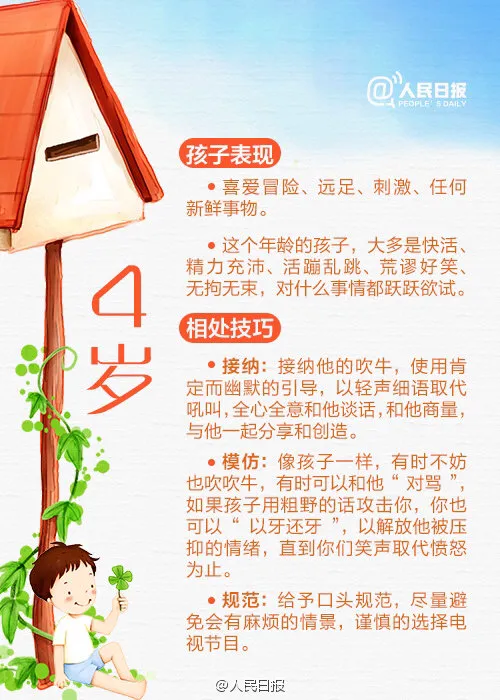 @人民日报
PEOPLE'S DAILY
孩子表现
• 喜爱冒险、远足、刺激、任何
新鲜事物。
• 这个年龄的孩子，大多是快活、
精力充沛、活蹦乱跳、荒谬好笑、
无拘无束，对什么事情都跃跃欲试。
4岁
相处技巧
• 接纳：接纳他的吹牛，使用肯
定而幽默的引导，以轻声细语取代
吼叫，全心全意和他谈话，和他商量，
与他一起分享和创造。
• 模仿：像孩子一样，有时不妨
也吹吹牛，有时可以和他“对骂”，
如果孩子用粗野的话攻击你，你也
可以“以牙还牙”，以解放他被压
抑的情绪，直到你们笑声取代愤怒
为止。
• 规范：给予口头规范，尽量避
免会有麻烦的情景，谨慎的选择电
视节目。
@人民日报